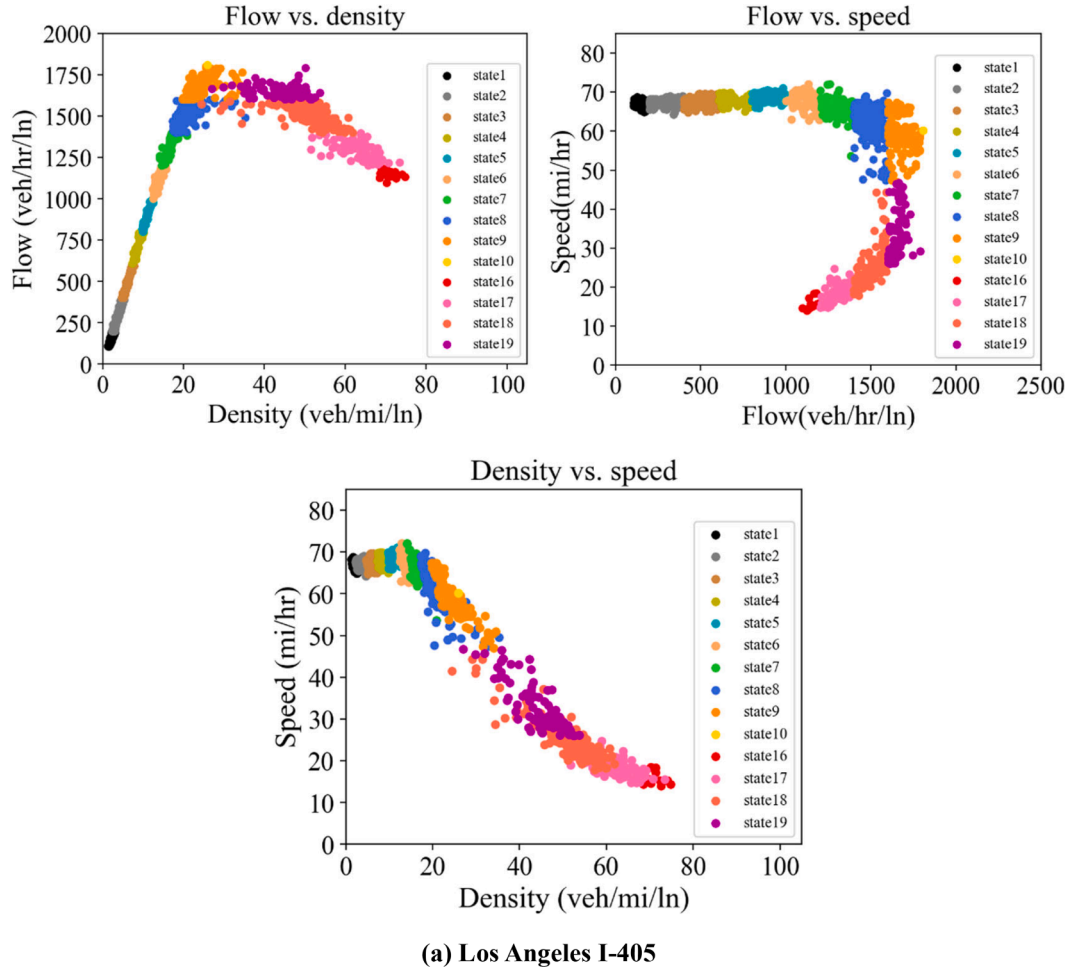 Flow vs. density
Flow (veh/hr/ln)
2000
1750
1500
1250
1000
750
500
250
0
0 20 40 60 80 100
Density (veh/mi/ln)
state1
state2
state3
state4
state5
state6
state7
state8
state9
state10
state16
state17
state18
state19
Flow vs. speed
Speed(mi/hr)
80
70
60
50
40
30
20
10
0
0 500 1000 1500 2000 2500
Flow(veh/hr/ln)
state1
state2
state3
state4
state5
state6
state7
state8
state9
state10
state16
state17
state18
state19
Density vs. speed
Speed (mi/hr)
80
70
60
50
40
30
20
10
0
0 20 40 60 80 100
Density (veh/mi/ln)
state1
state2
state3
state4
state5
state6
state7
state8
state9
state10
state16
state17
state18
state19
(a) Los Angeles I-405